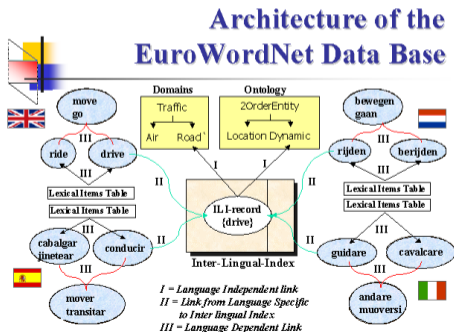 Architecture of the
EuroWordNet Data Base
Domains
Ontology
move
go
Traffic
Air
Road`
2OrderEntity
Location Dynamic
bewegen
gaan
III
III
ride
drive
I
I
rijden
berijden
III
II
II
III
Lexical Items Table
Lexical Items Table
ILI-record
{drive}
Lexical Items Table
Lexical Items Table
III
III
cabalgar
jinetear
conducir
II
II
guidare
cavalcare
Inter-Lingual-Index
III
III
mover
transitar
andare
muoversi
I = Language Independent link
II = Link from Language Specific
to Inter lingual Index
III = Language Dependent Link